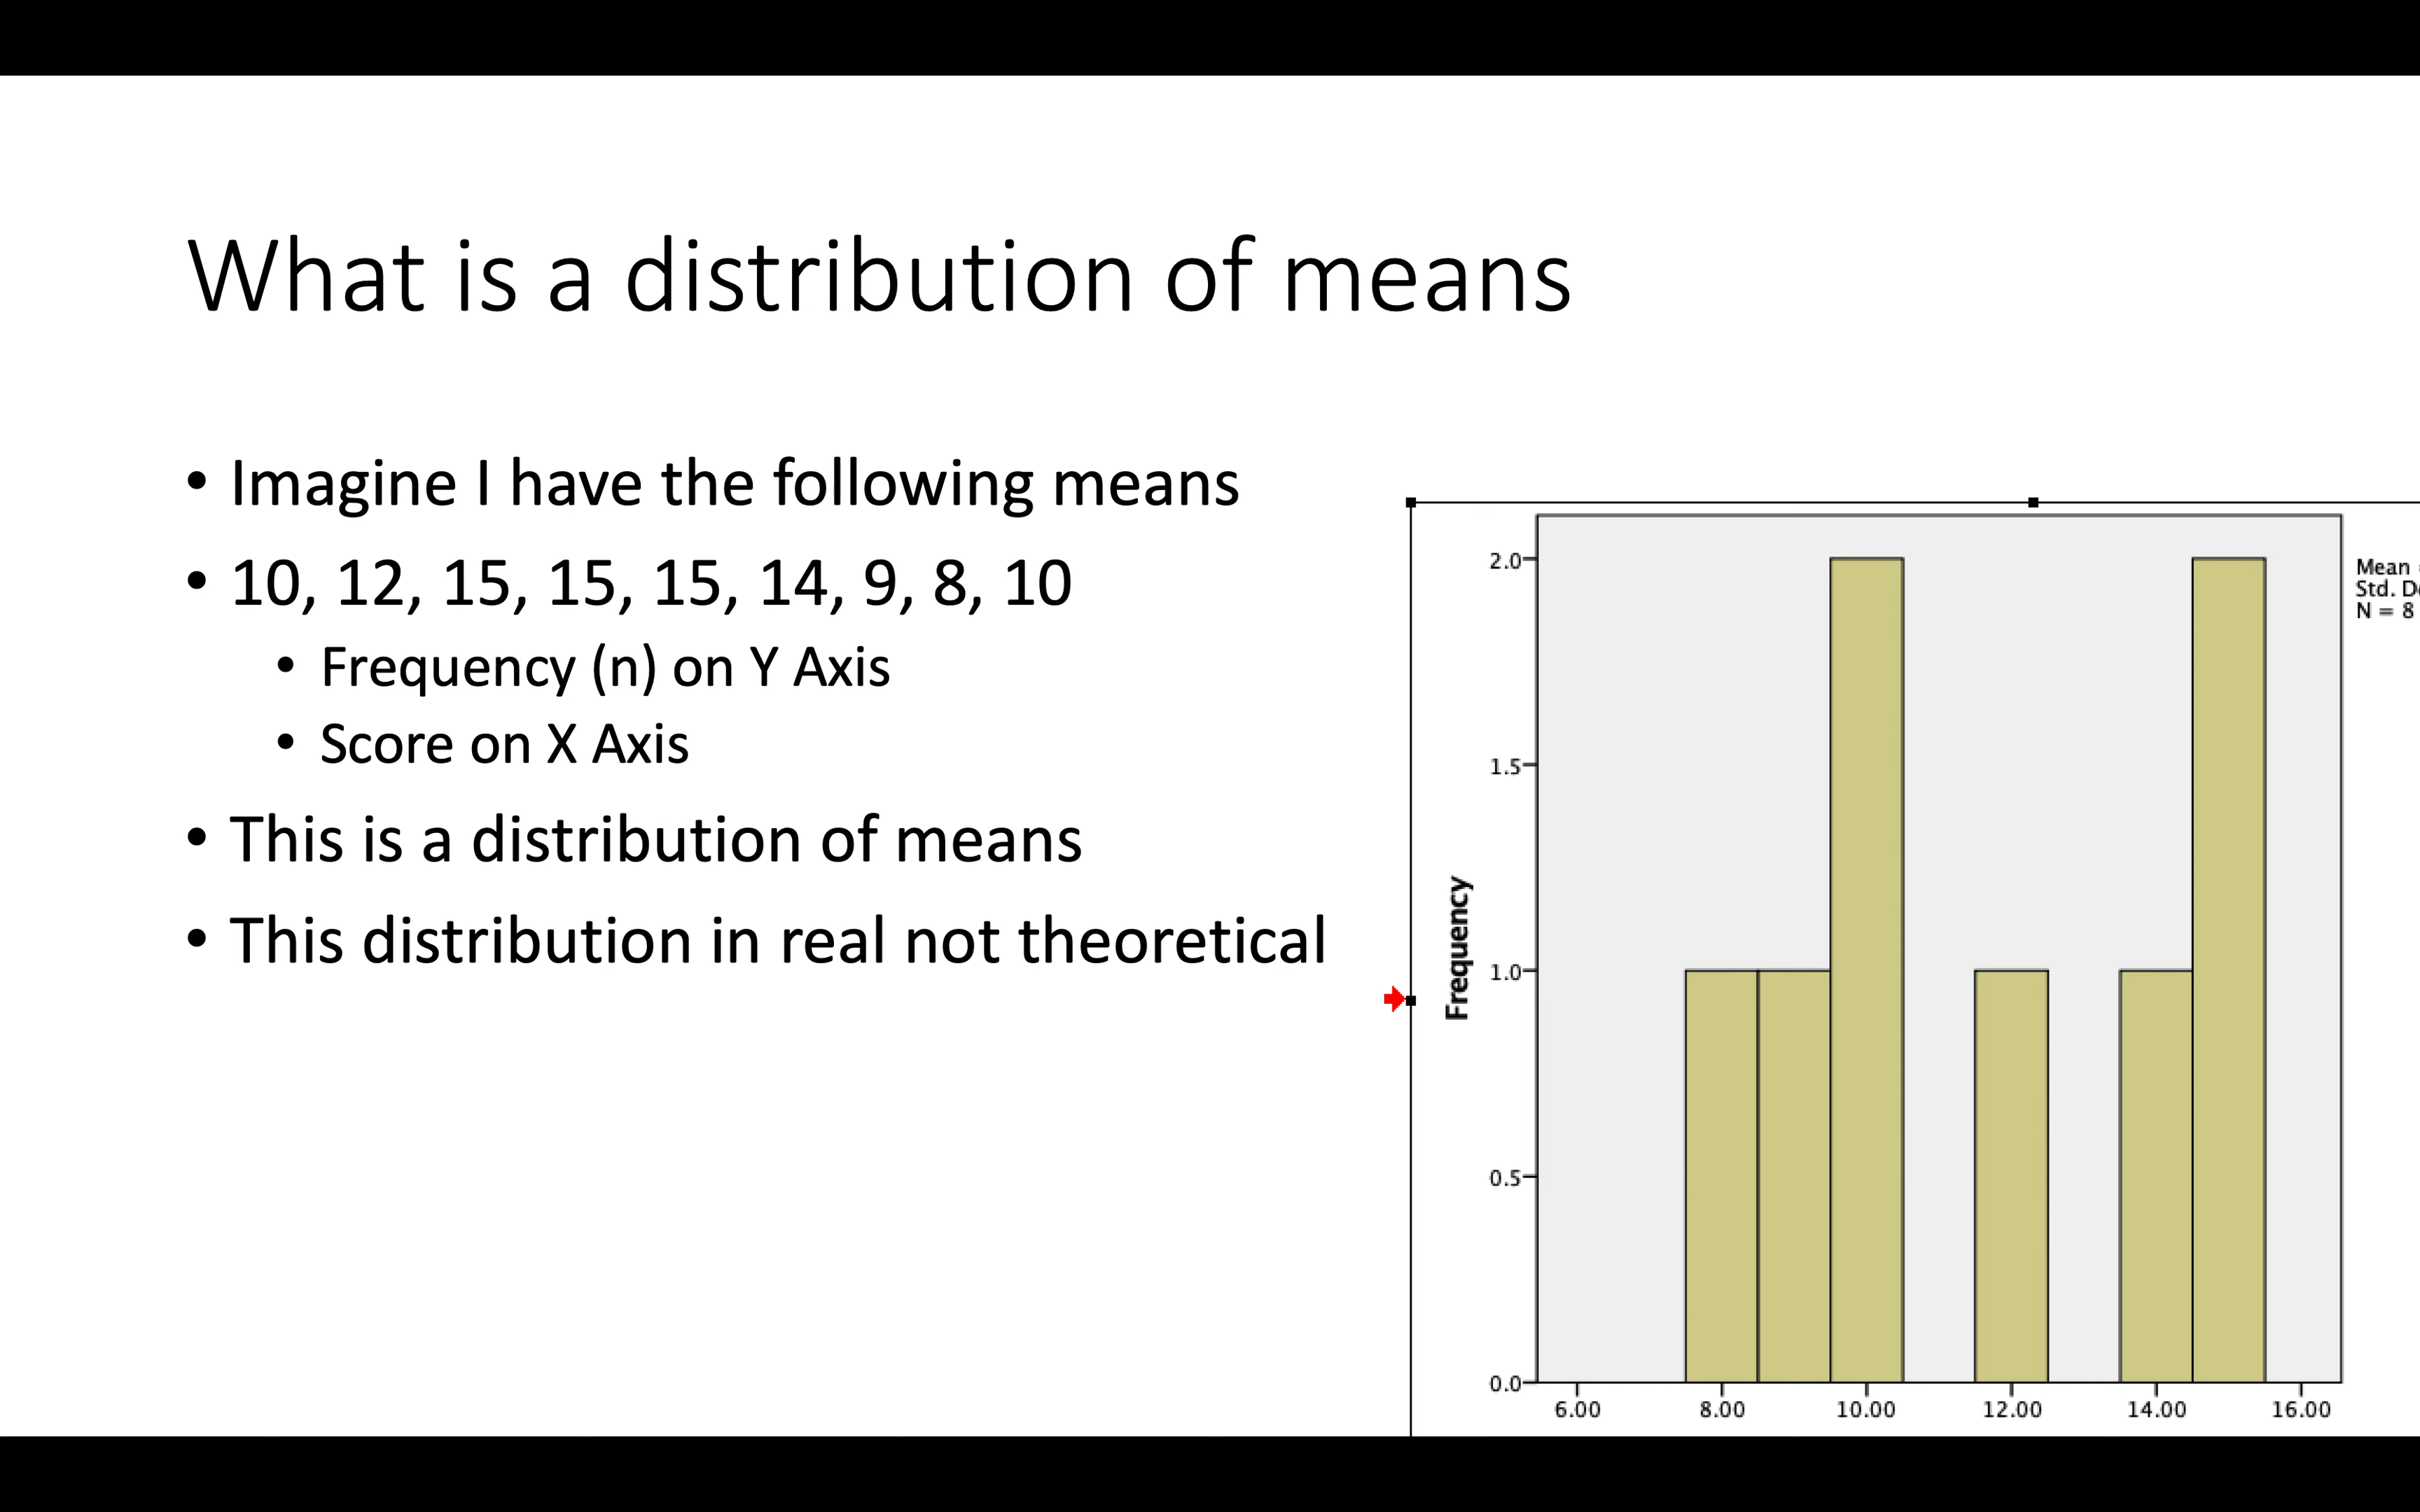 What is a distribution of means
• Imagine I have the following means
• 10, 12, 15, 15, 15, 14, 9, 8, 10
• Frequency (n) on Y Axis
• Score on X Axis
• This is a distribution of means
• This distribution in real not theoretical
Mean
Std.
N = 8
Frequency
2.0
1.5
1.0
0.5
0.0
6.00 8.00 10.00 12.00 14.00 16.00